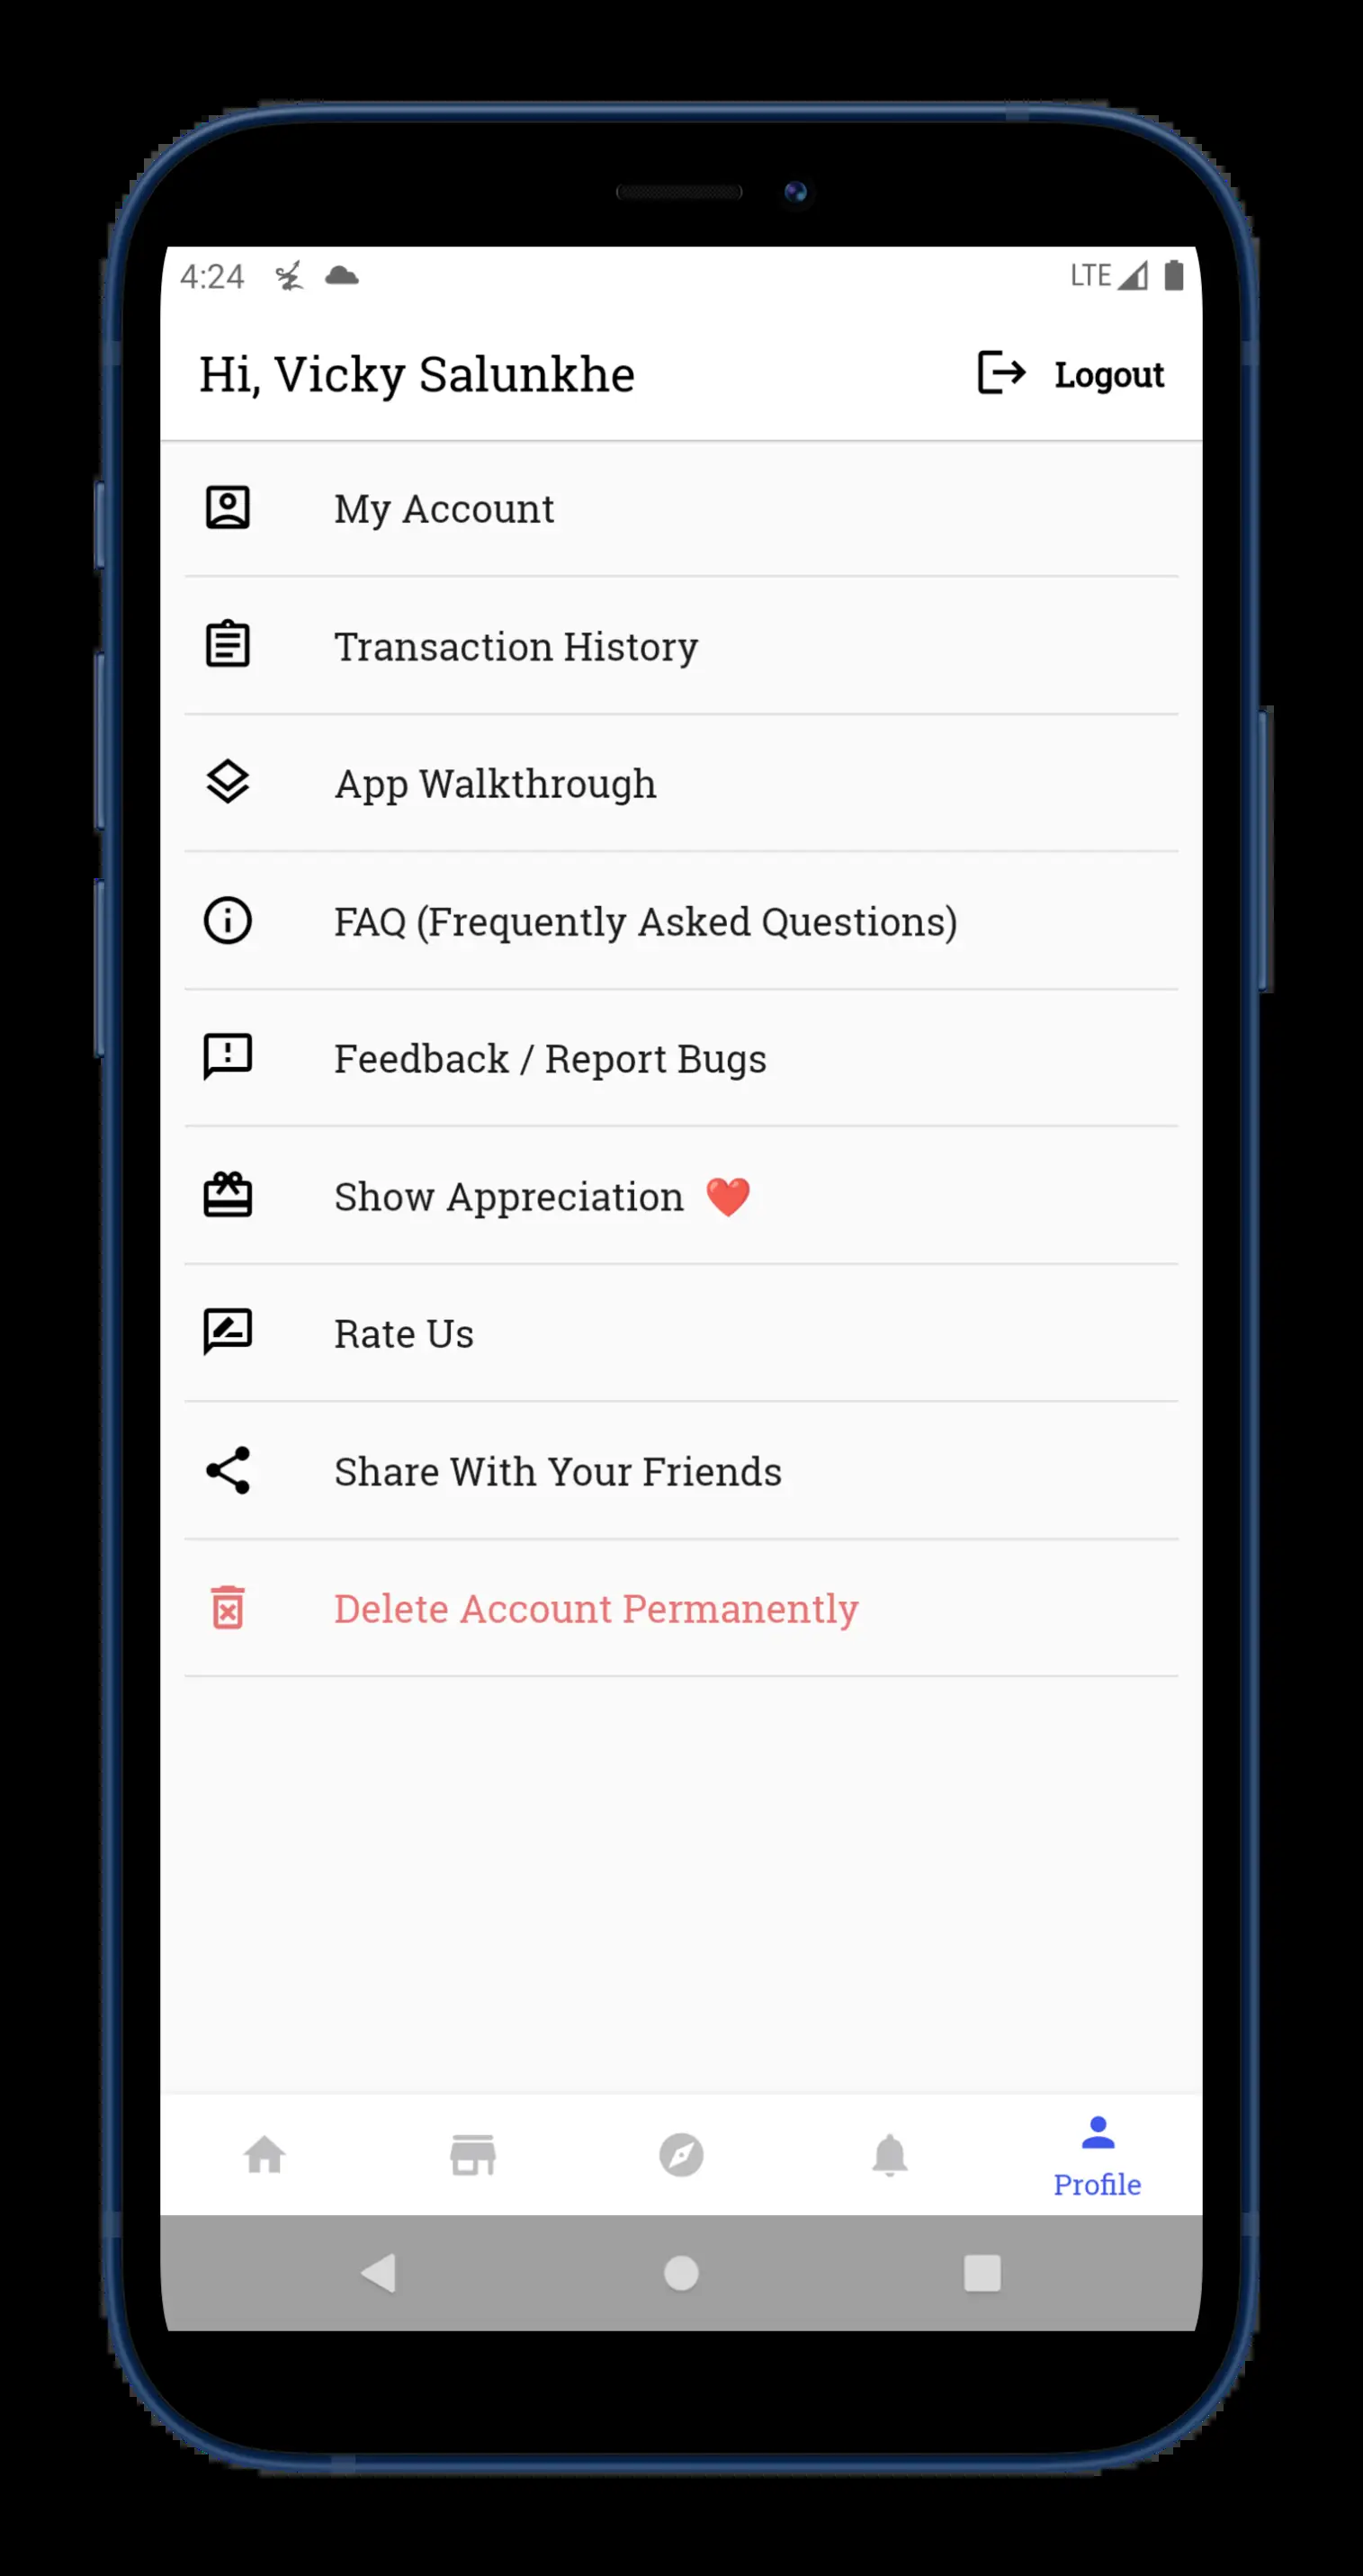 4:24 LTE
Hi, Vicky Salunkhe Logout
My Account
Transaction History
App Walkthrough
FAQ (Frequently Asked Questions)
Feedback / Report Bugs
Show Appreciation ❤️
Rate Us
Share With Your Friends
Delete Account Permanently
Profile